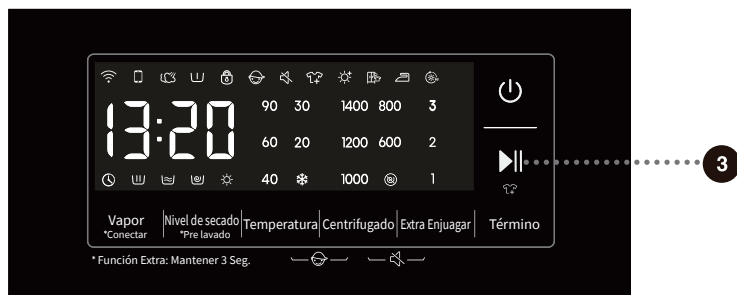 90 30 1400 800 3
13:20
60 20 1200 600 2
3
40 1000 1
Vapor Nivel de secado Temperatura Centrifugado Extra Enjuagar Término
*Conectar *Pre lavado
* Función Extra: Mantener 3 Seg.